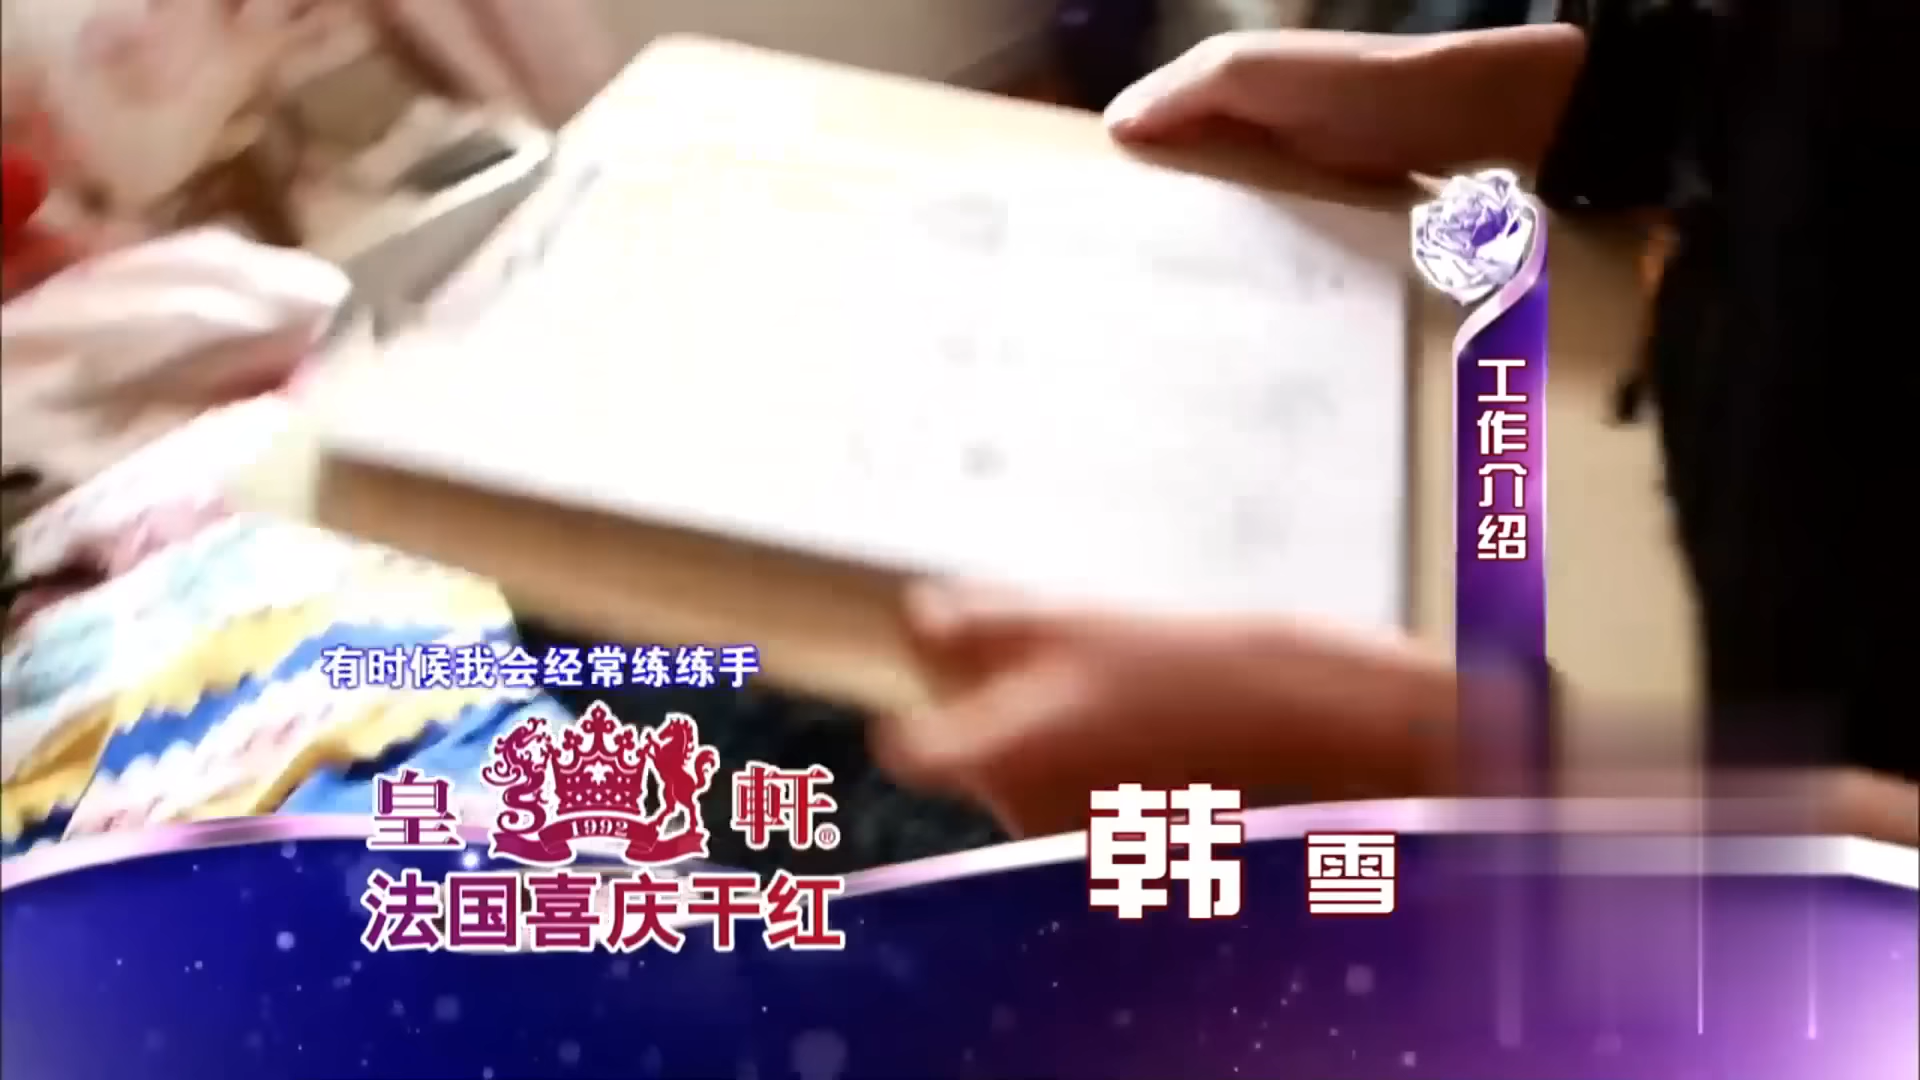 工作介绍
有时候我会经常练练手
皇 1992 軒®
法国喜庆干红
韩雪